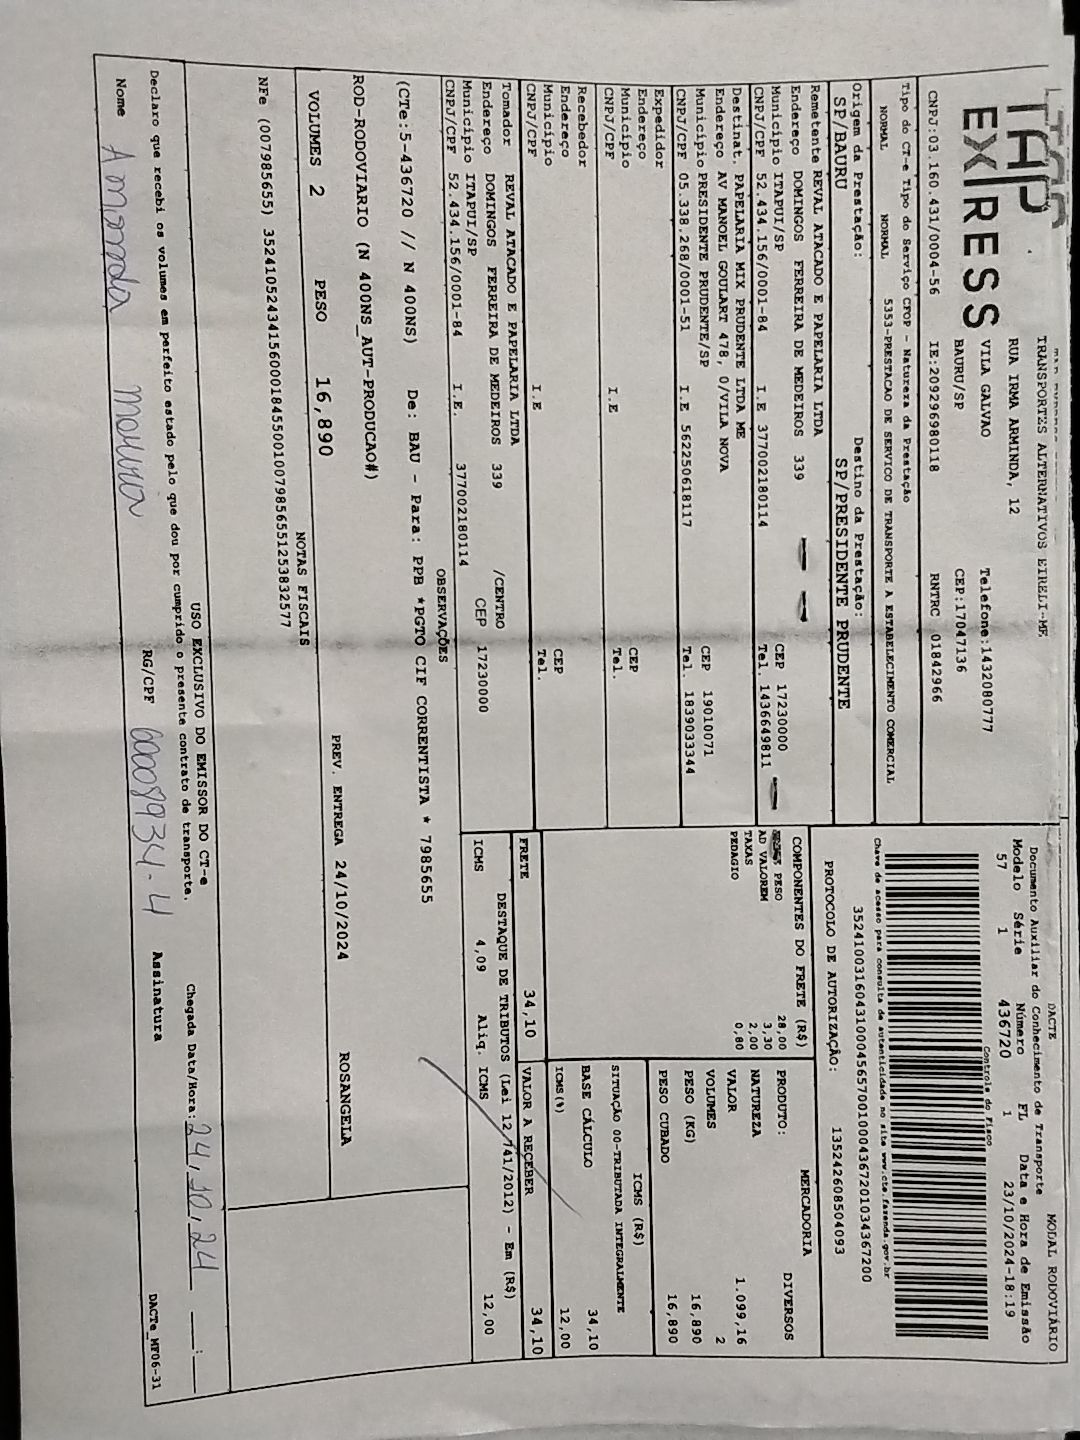 TAP
EXPRESS
TRANSPORTES ALTERNATIVOS EIRELI-ME
RUA IRMA ARMINDA, 12
VILA GALVAO Telefone:1432080777
BAURU/SP CEP:17047136
CNPJ:03.160.431/0004-56 IE:209296980118 RNTRC 01842966
DACTE MODAL RODOVIÁRIO
Documento Auxiliar do Conhecimento de Transporte
Modelo Série Número FL Data e Hora de Emissão
57 1 436720 1 23/10/2024-18:19
Controle do Fisco
Chave de acesso para consulta de autenticidade no site www.cte.fazenda.gov.br
35241003160431000456570010004367201034367200
PROTOCOLO DE AUTORIZAÇÃO: 135242608504093
Tipo do CT-e Tipo do Serviço CFOP - Natureza da Prestação
NORMAL NORMAL 5353-PRESTACAO DE SERVICO DE TRANSPORTE A ESTABELECIMENTO COMERCIAL
Origem da Prestação: Destino da Prestação:
SP/BAURU SP/PRESIDENTE PRUDENTE
Remetente REVAL ATACADO E PAPELARIA LTDA
Endereço DOMINGOS FERREIRA DE MEDEIROS 339
Município ITAPUI/SP CEP 17230000
CNPJ/CPF 52.434.156/0001-84 I.E 377002180114 Tel. 1436649811
Destinat. PAPELARIA MIX PRUDENTE LTDA ME
Endereço AV MANOEL GOULART 478, 0/VILA NOVA
Município PRESIDENTE PRUDENTE/SP CEP 19010071
CNPJ/CPF 05.338.268/0001-51 I.E 562250618117 Tel. 1839033344
Expedidor
Endereço
Município CEP
CNPJ/CPF I.E Tel.
Recebedor
Endereço
Município CEP
CNPJ/CPF I.E Tel.
Tomador REVAL ATACADO E PAPELARIA LTDA
Endereço DOMINGOS FERREIRA DE MEDEIROS 339 /CENTRO
Município ITAPUI/SP CEP 17230000
CNPJ/CPF 52.434.156/0001-84 I.E. 377002180114
COMPONENTES DO FRETE (R$)
PESO 28,00
AD VALOREM 3,30
TAXAS 2,00
PEDAGIO 0,80
FRETE 34,10
MERCADORIA
PRODUTO: DIVERSOS
NATUREZA
VALOR 1.099,16
VOLUMES 2
PESO (KG) 16,890
PESO CUBADO 16,890
ICMS (R$)
SITUAÇÃO 00-TRIBUTADA INTEGRALMENTE
BASE CÁLCULO 34,10
ICMS(%) 12,00
VALOR A RECEBER 34,10
DESTAQUE DE TRIBUTOS (Lei 12.741/2012) - Em (R$)
ICMS 4,09 Aliq. ICMS 12,00
OBSERVAÇÕES
(CTe:5-436720 // N 400NS) De: BAU - Para: PPB *PGTO CIF CORRENTISTA * 7985655
ROD-RODOVIARIO (N 400NS_AUT-PRODUCAO#)
VOLUMES 2 PESO 16,890 PREV. ENTREGA 24/10/2024 ROSANGELA
NOTAS FISCAIS
NFe (007985655) 35241052434156000184550010079856551253832577
USO EXCLUSIVO DO EMISSOR DO CT-e
Declaro que recebi os volumes em perfeito estado pelo que dou por cumprido o presente contrato de transporte. Chegada Data/Hora: 24,10,24 __:__
Nome Amanda Moura RG/CPF 60008934-4 Assinatura
DACTe_MF06-31